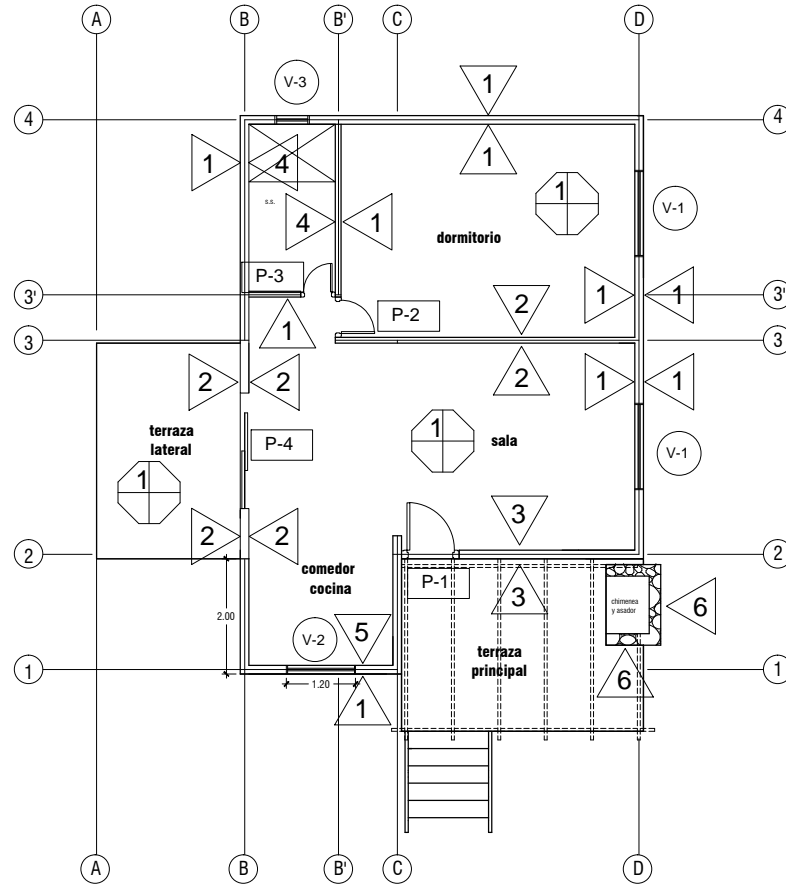 A
B
B'
C
D
V-3
4
1
4
1
1
4
s.s.
1
V-1
4
1
dormitorio
P-3
3'
P-2
2
1
1
3'
1
3
3
2
2
2
1
1
terraza
lateral
P-4
1
sala
V-1
1
3
2
2
2
2
comedor
cocina
P-1
3
chimenea
y asador
6
2.00
V-2
5
terraza
principal
1
1
6
1.20
1
A
B
B'
C
D